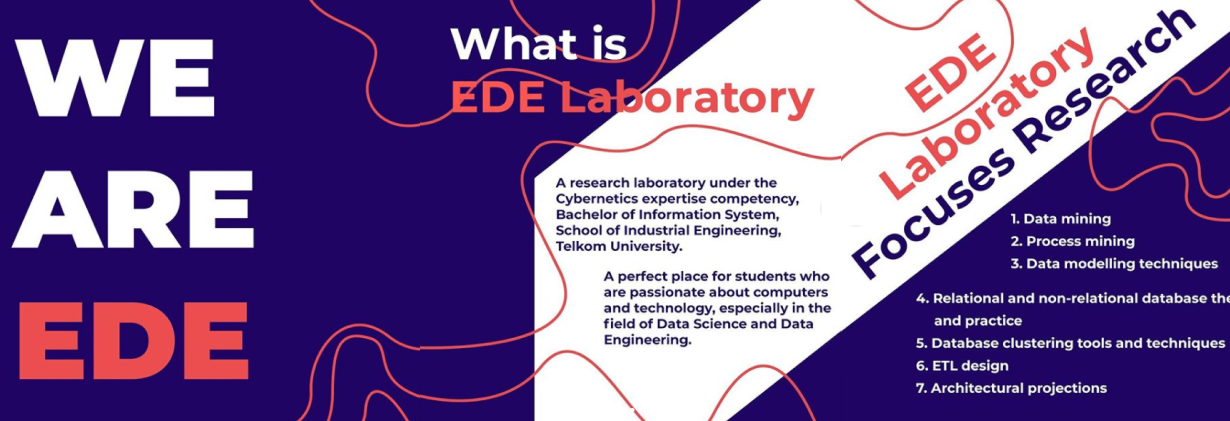 WE
ARE
EDE
What is
EDE Laboratory
A research laboratory under the
Cybernetics expertise competency,
Bachelor of Information System,
School of Industrial Engineering,
Telkom University.
A perfect place for students who
are passionate about computers
and technology, especially in the
field of Data Science and Data
Engineering.
EDE
Laboratory
Focuses Research
1. Data mining
2. Process mining
3. Data modelling techniques
4. Relational and non-relational database the
and practice
5. Database clustering tools and techniques
6. ETL design
7. Architectural projections